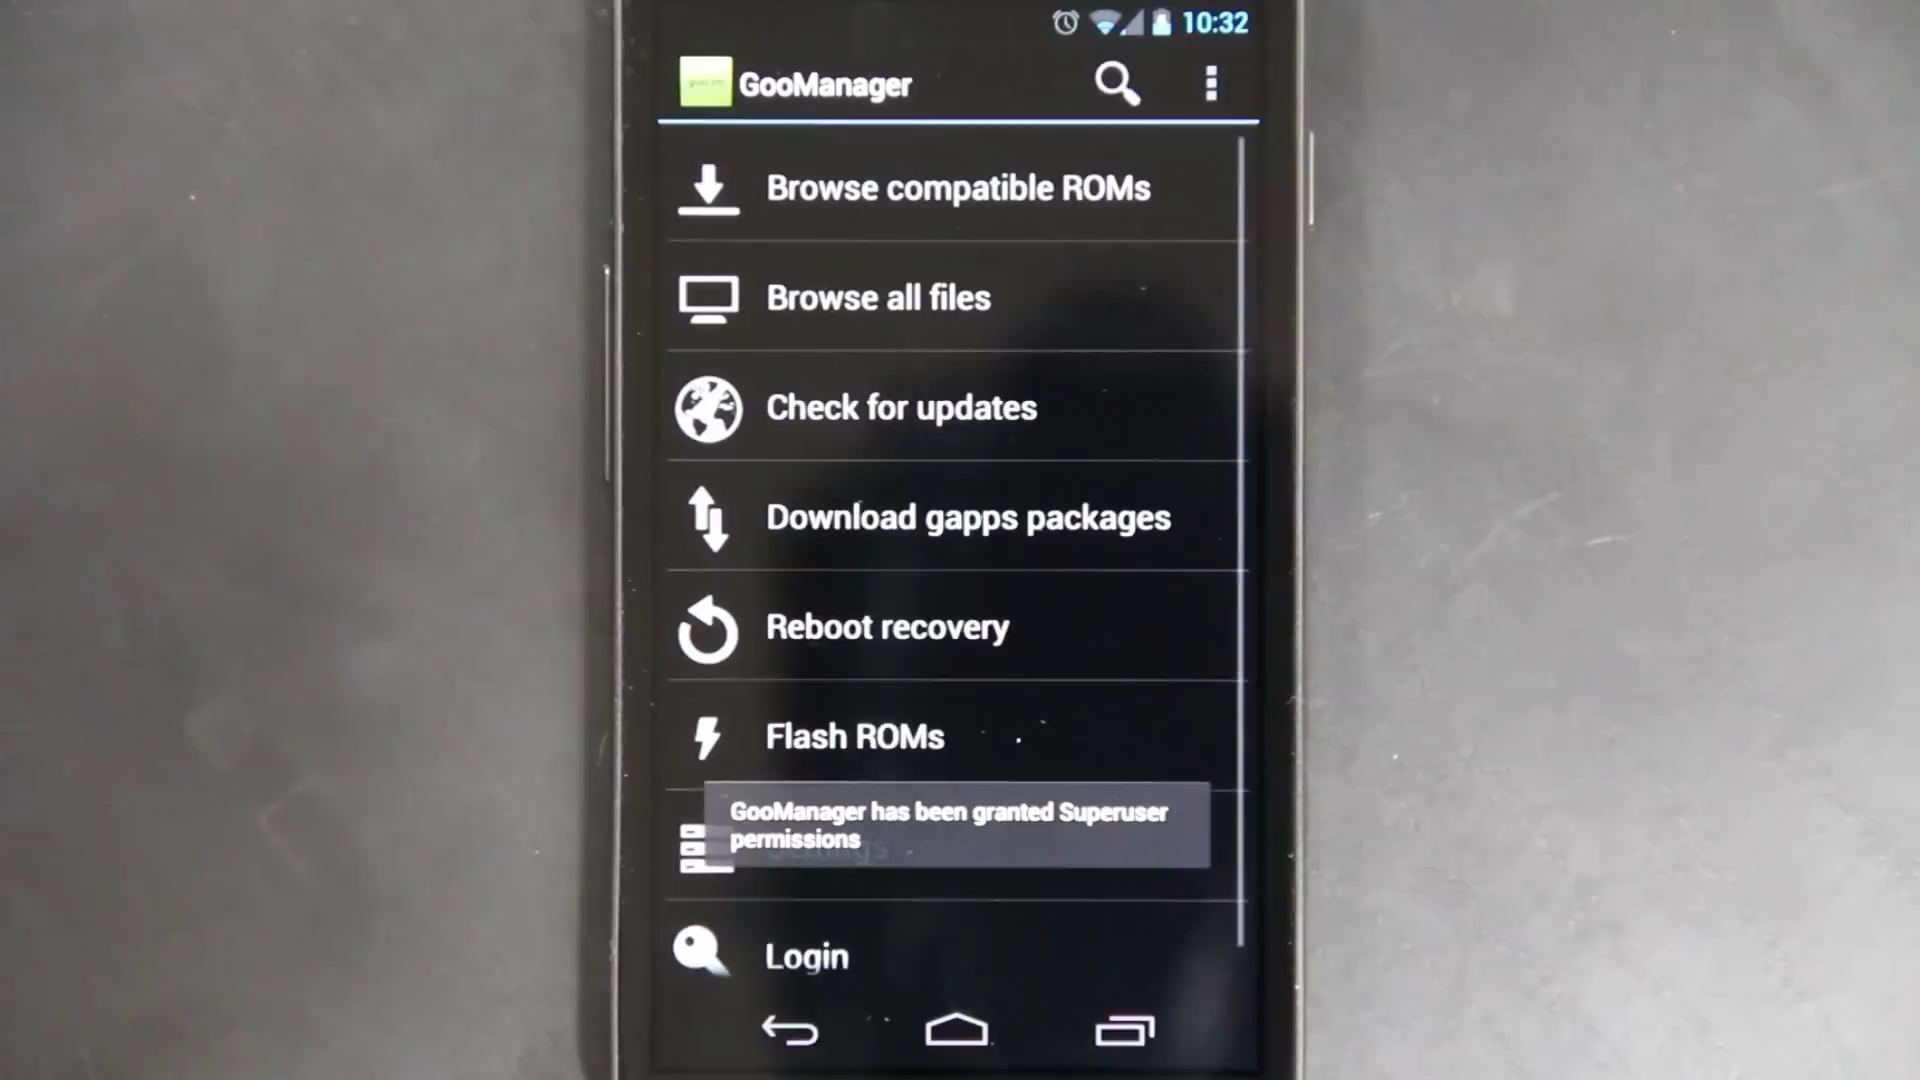 10:32
GooManager
Browse compatible ROMs
Browse all files
Check for updates
Download gapps packages
Reboot recovery
Flash ROMs
GooManager has been granted Superuser
permissions
Settings
Login